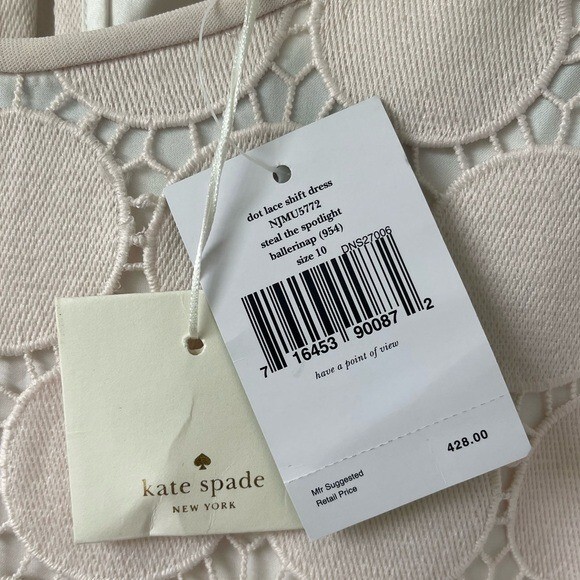 dot lace shift dress
NJMU5772
steal the spotlight
ballerinap (954)
size 10
DNS27006
7 16453 90087 2
have a point of view
428.00
Mfr Suggested
Retail Price
kate spade
NEW YORK